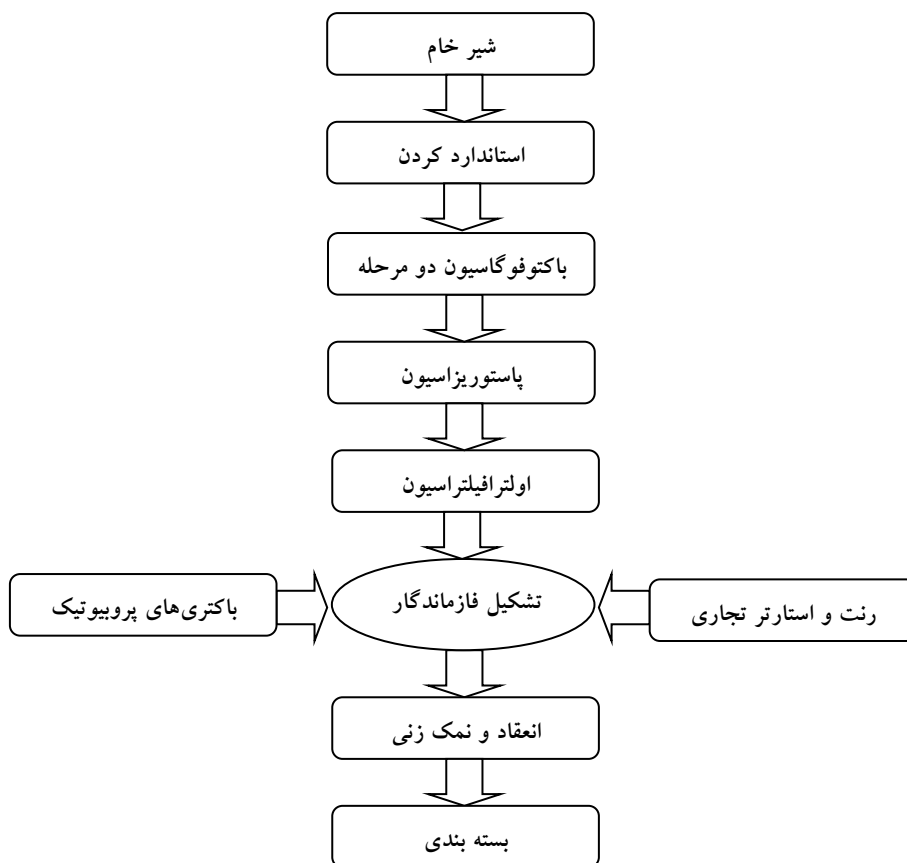 شیر خام
استاندارد کردن
باکتوفوگاسیون دو مرحله
پاستوریزاسیون
اولترافیلتراسیون
رنت و استارتر تجاری
تشکیل فازماندگار
باکتری‌های پروبیوتیک
انعقاد و نمک زنی
بسته بندی